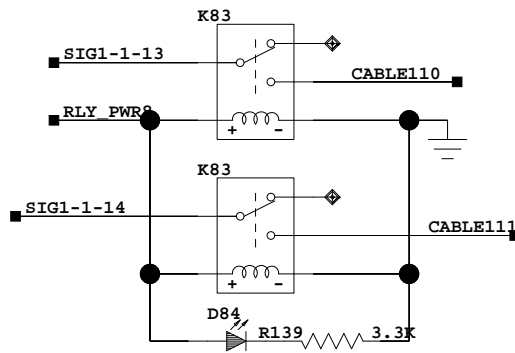 K83
SIG1-1-13
CABLE110
RLY_PWR8
+ -
K83
SIG1-1-14
CABLE111
+ -
D84
R139 3.3K